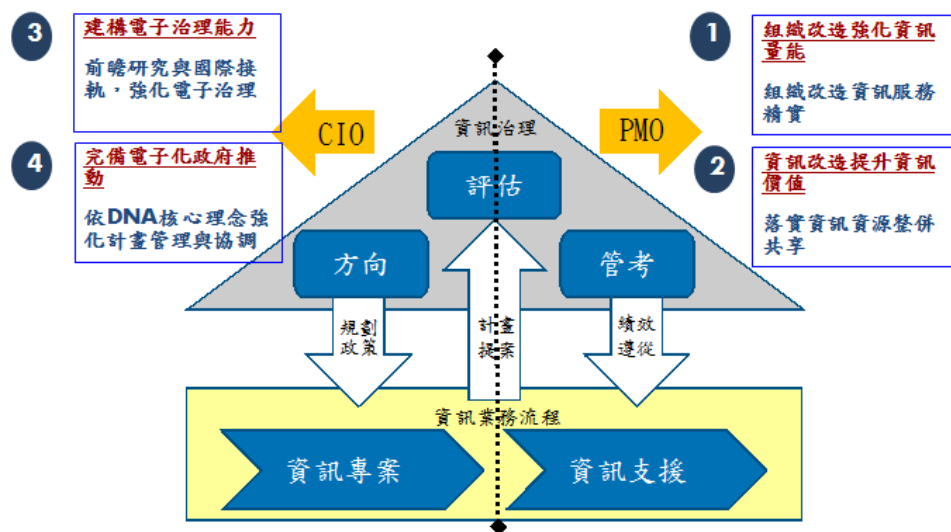 3
建構電子治理能力
前瞻研究與國際接
軌，強化電子治理
4
完備電子化政府推
動
依DNA核心理念強
化計畫管理與協調
1
組織改造強化資訊
量能
組織改造資訊服務
精實
2
資訊改造提升資訊
價值
落實資訊資源整併
共享
CIO
PMO
資訊治理
評估
方向
管考
規劃
政策
計畫
提案
績效
遵從
資訊業務流程
資訊專案
資訊支援